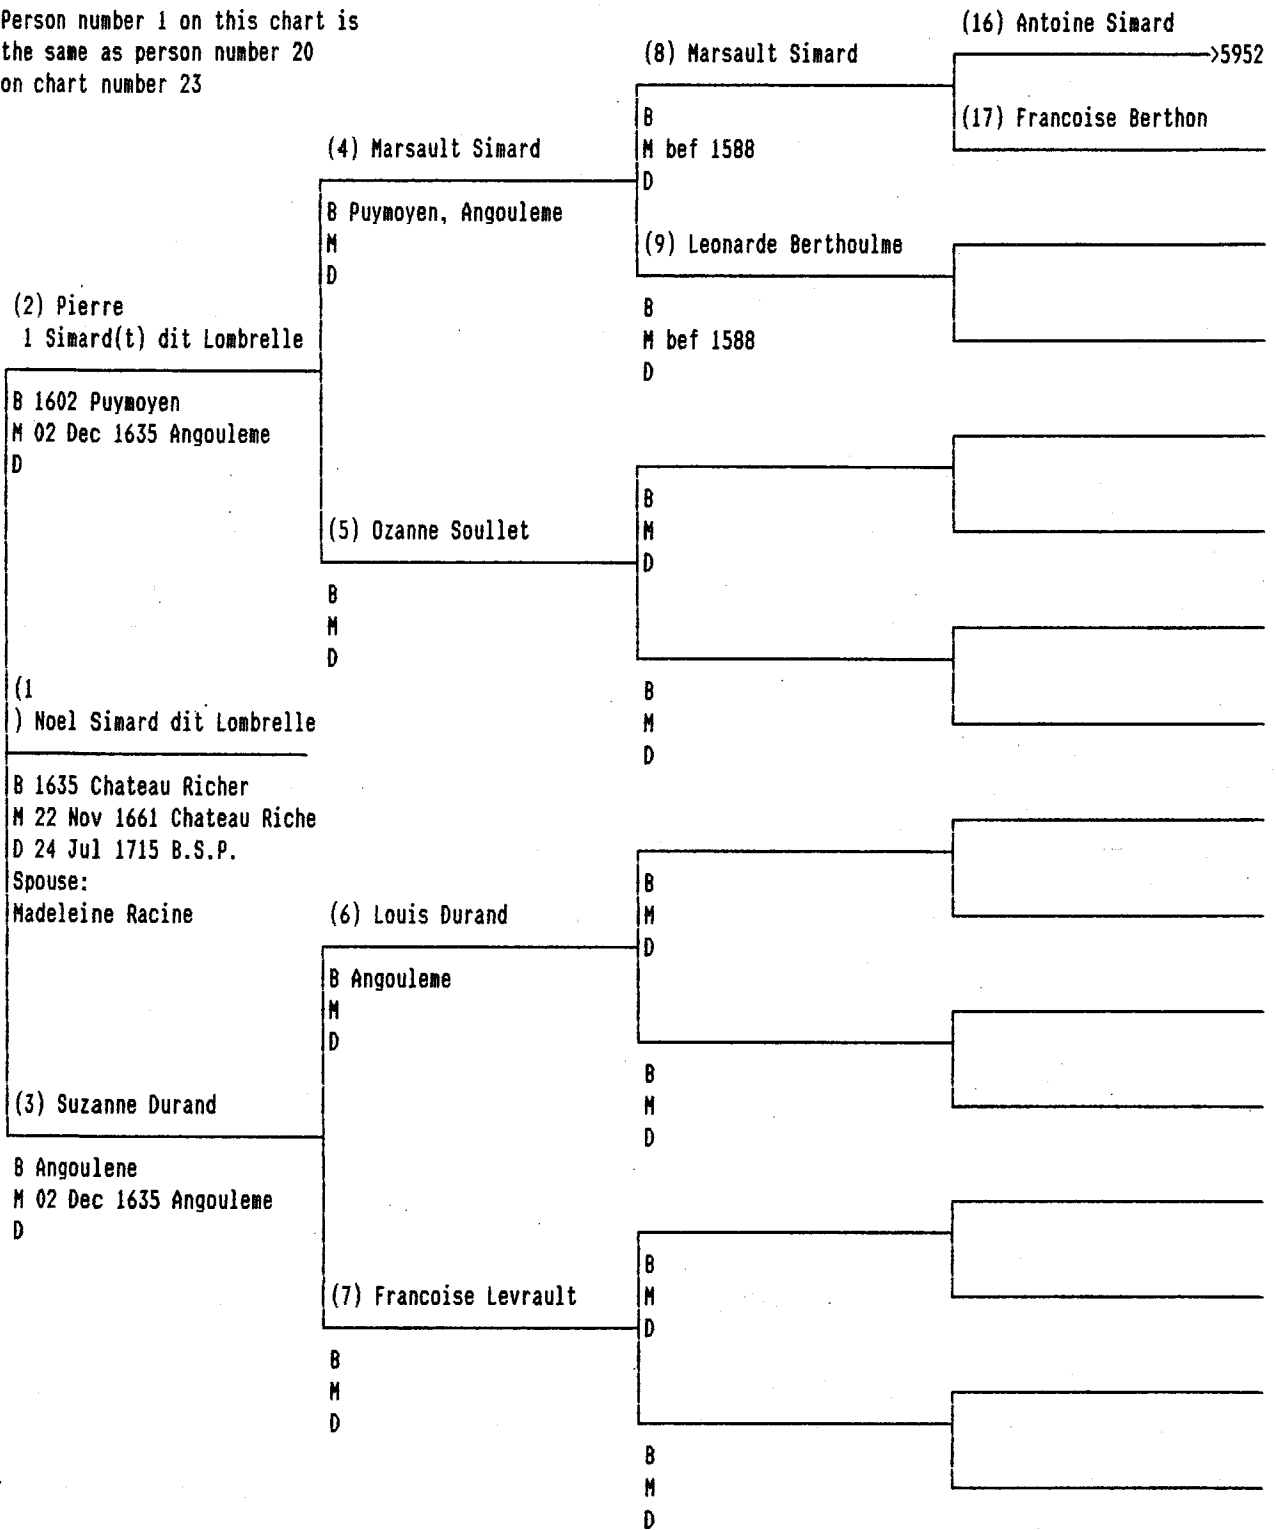 Person number 1 on this chart is
the same as person number 20
on chart number 23
(16) Antoine Simard
>5952
(8) Marsault Simard
B
M bef 1588
D
(17) Francoise Berthon
(4) Marsault Simard
B Puymoyen, Angouleme
M
D
(9) Leonarde Berthoulme
B
M bef 1588
D
(2) Pierre
1 Simard(t) dit Lombrelle
B 1602 Puymoyen
M 02 Dec 1635 Angouleme
D
(5) Ozanne Soullet
B
M
D
B
M
D
B
M
D
(1
) Noel Simard dit Lombrelle
B 1635 Chateau Richer
M 22 Nov 1661 Chateau Riche
D 24 Jul 1715 B.S.P.
Spouse:
Madeleine Racine
(6) Louis Durand
B Angouleme
M
D
B
M
D
B
M
D
(3) Suzanne Durand
B Angoulene
M 02 Dec 1635 Angouleme
D
(7) Francoise Levrault
B
M
D
B
M
D
B
M
D